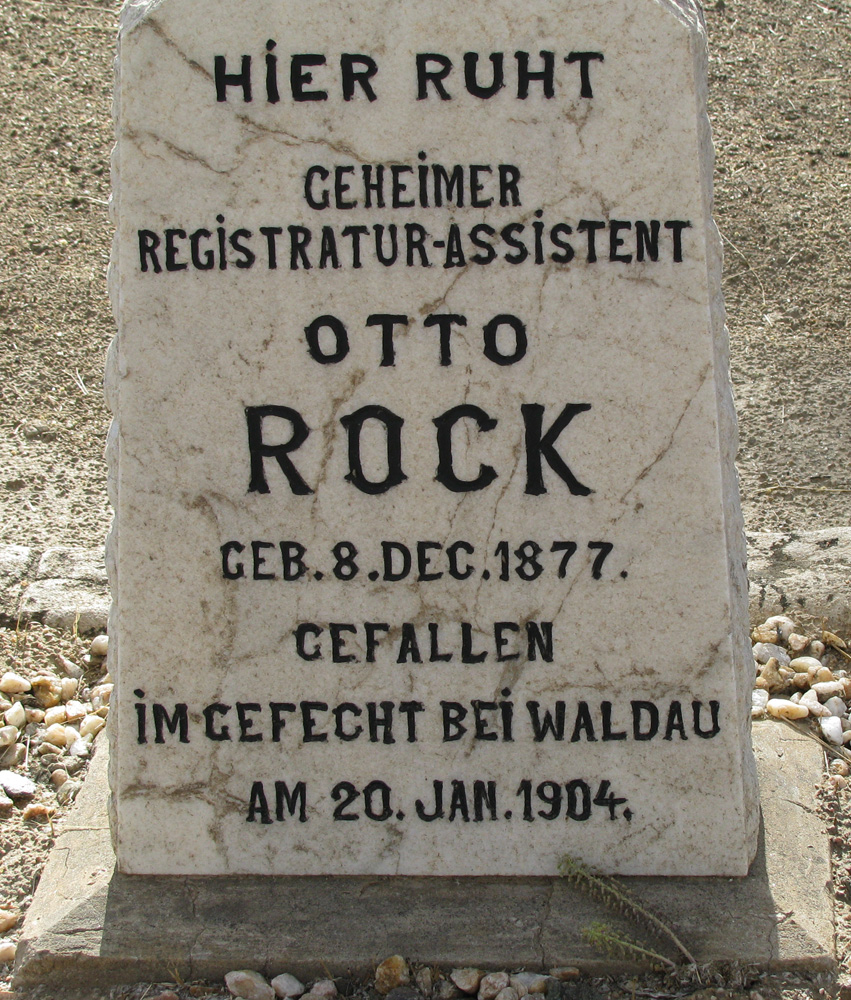 HiER RUHT
GEHEiMER
REGiSTRATUR-ASSiSTENT
OTTO
ROCK
GEB.8.DEC.1877.
GEFALLEN
iM GEFECHT BEi WALDAU
AM 20.JAN.1904.